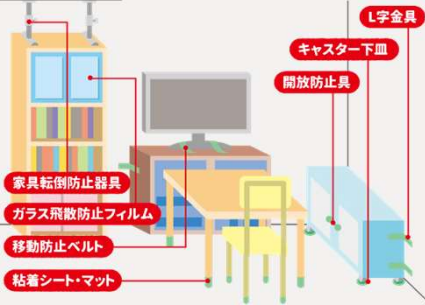 L字金具
キャスター下皿
開放防止具
家具転倒防止器具
ガラス飛散防止フィルム
移動防止ベルト
粘着シート・マット